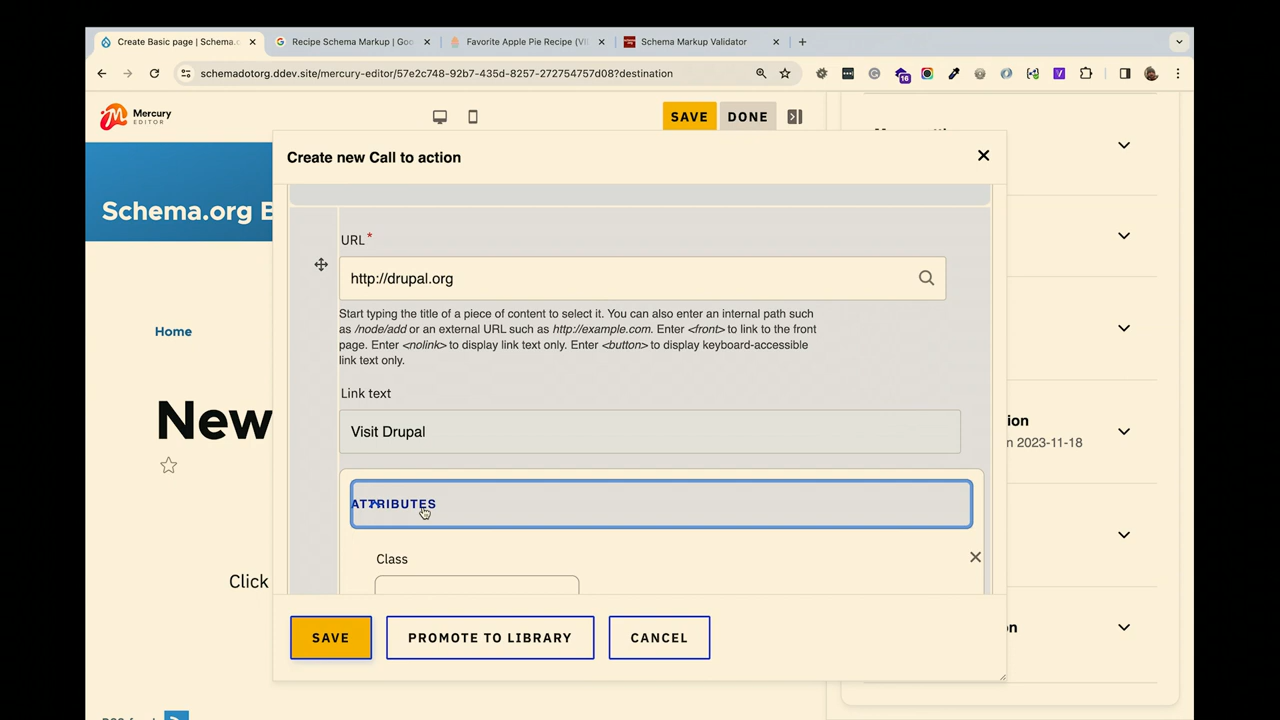 Create Basic page | Schema.
Recipe Schema Markup | Goo
Favorite Apple Pie Recipe (VI
Schema Markup Validator
schemadotorg.ddev.site/mercury-editor/57e2c748-92b7-435d-8257-272754757d08?destination
16
Mercury
EDITOR
SAVE
DONE
Create new Call to action
Schema.org B
URL*
http://drupal.org
Start typing the title of a piece of content to select it. You can also enter an internal path such
as /node/add or an external URL such as http://example.com. Enter <front> to link to the front
page. Enter <nolink> to display link text only. Enter <button> to display keyboard-accessible
link text only.
Home
Link text
New
Visit Drupal
ion
n 2023-11-18
ATTRIBUTES
Class
Click
SAVE
PROMOTE TO LIBRARY
CANCEL
on